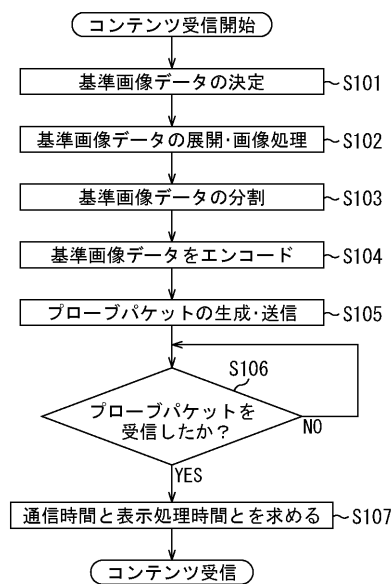 コンテンツ受信開始
基準画像データの決定 ~S101
基準画像データの展開・画像処理 ~S102
基準画像データの分割 ~S103
基準画像データをエンコード ~S104
プローブパケットの生成・送信 ~S105
S106
プローブパケットを
受信したか？
NO
YES
通信時間と表示処理時間とを求める ~S107
コンテンツ受信